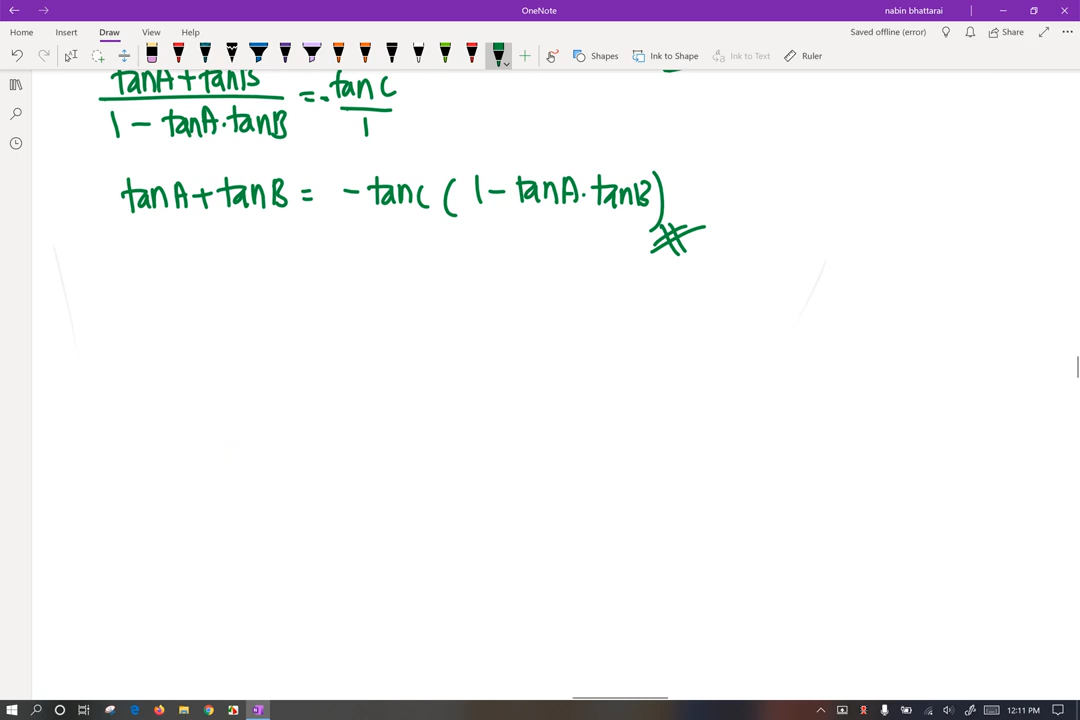 OneNote
nabin bhattarai
Home Insert Draw View Help
Saved offline (error) Share
Shapes Ink to Shape Ink to Text Ruler
tanA + tanB
1 - tanA . tanB
= - tanC
1
tanA + tanB = - tanC ( 1 - tanA . tanB )
12:11 PM